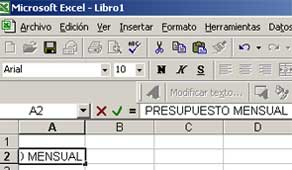 Microsoft Excel - Libro1
Archivo Edición Ver Insertar Formato Herramientas Datos
Arial 10 N K S
Modificar texto...
A2 = PRESUPUESTO MENSUAL
A B C D
1
2 O MENSUAL